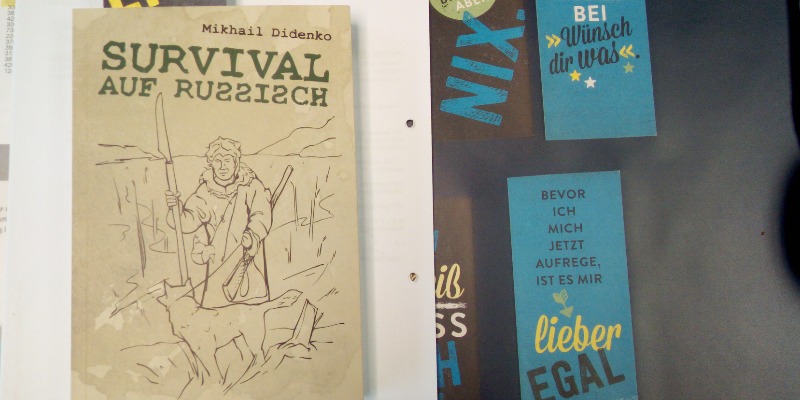 Mikhail Didenko
SURVIVAL
AUF RUSSISCH
ABER
NIX.
BEI
»Wünsch
dir was«.
BEVOR
ICH
MICH
JETZT
AUFREGE,
IST ES MIR
lieber
EGAL